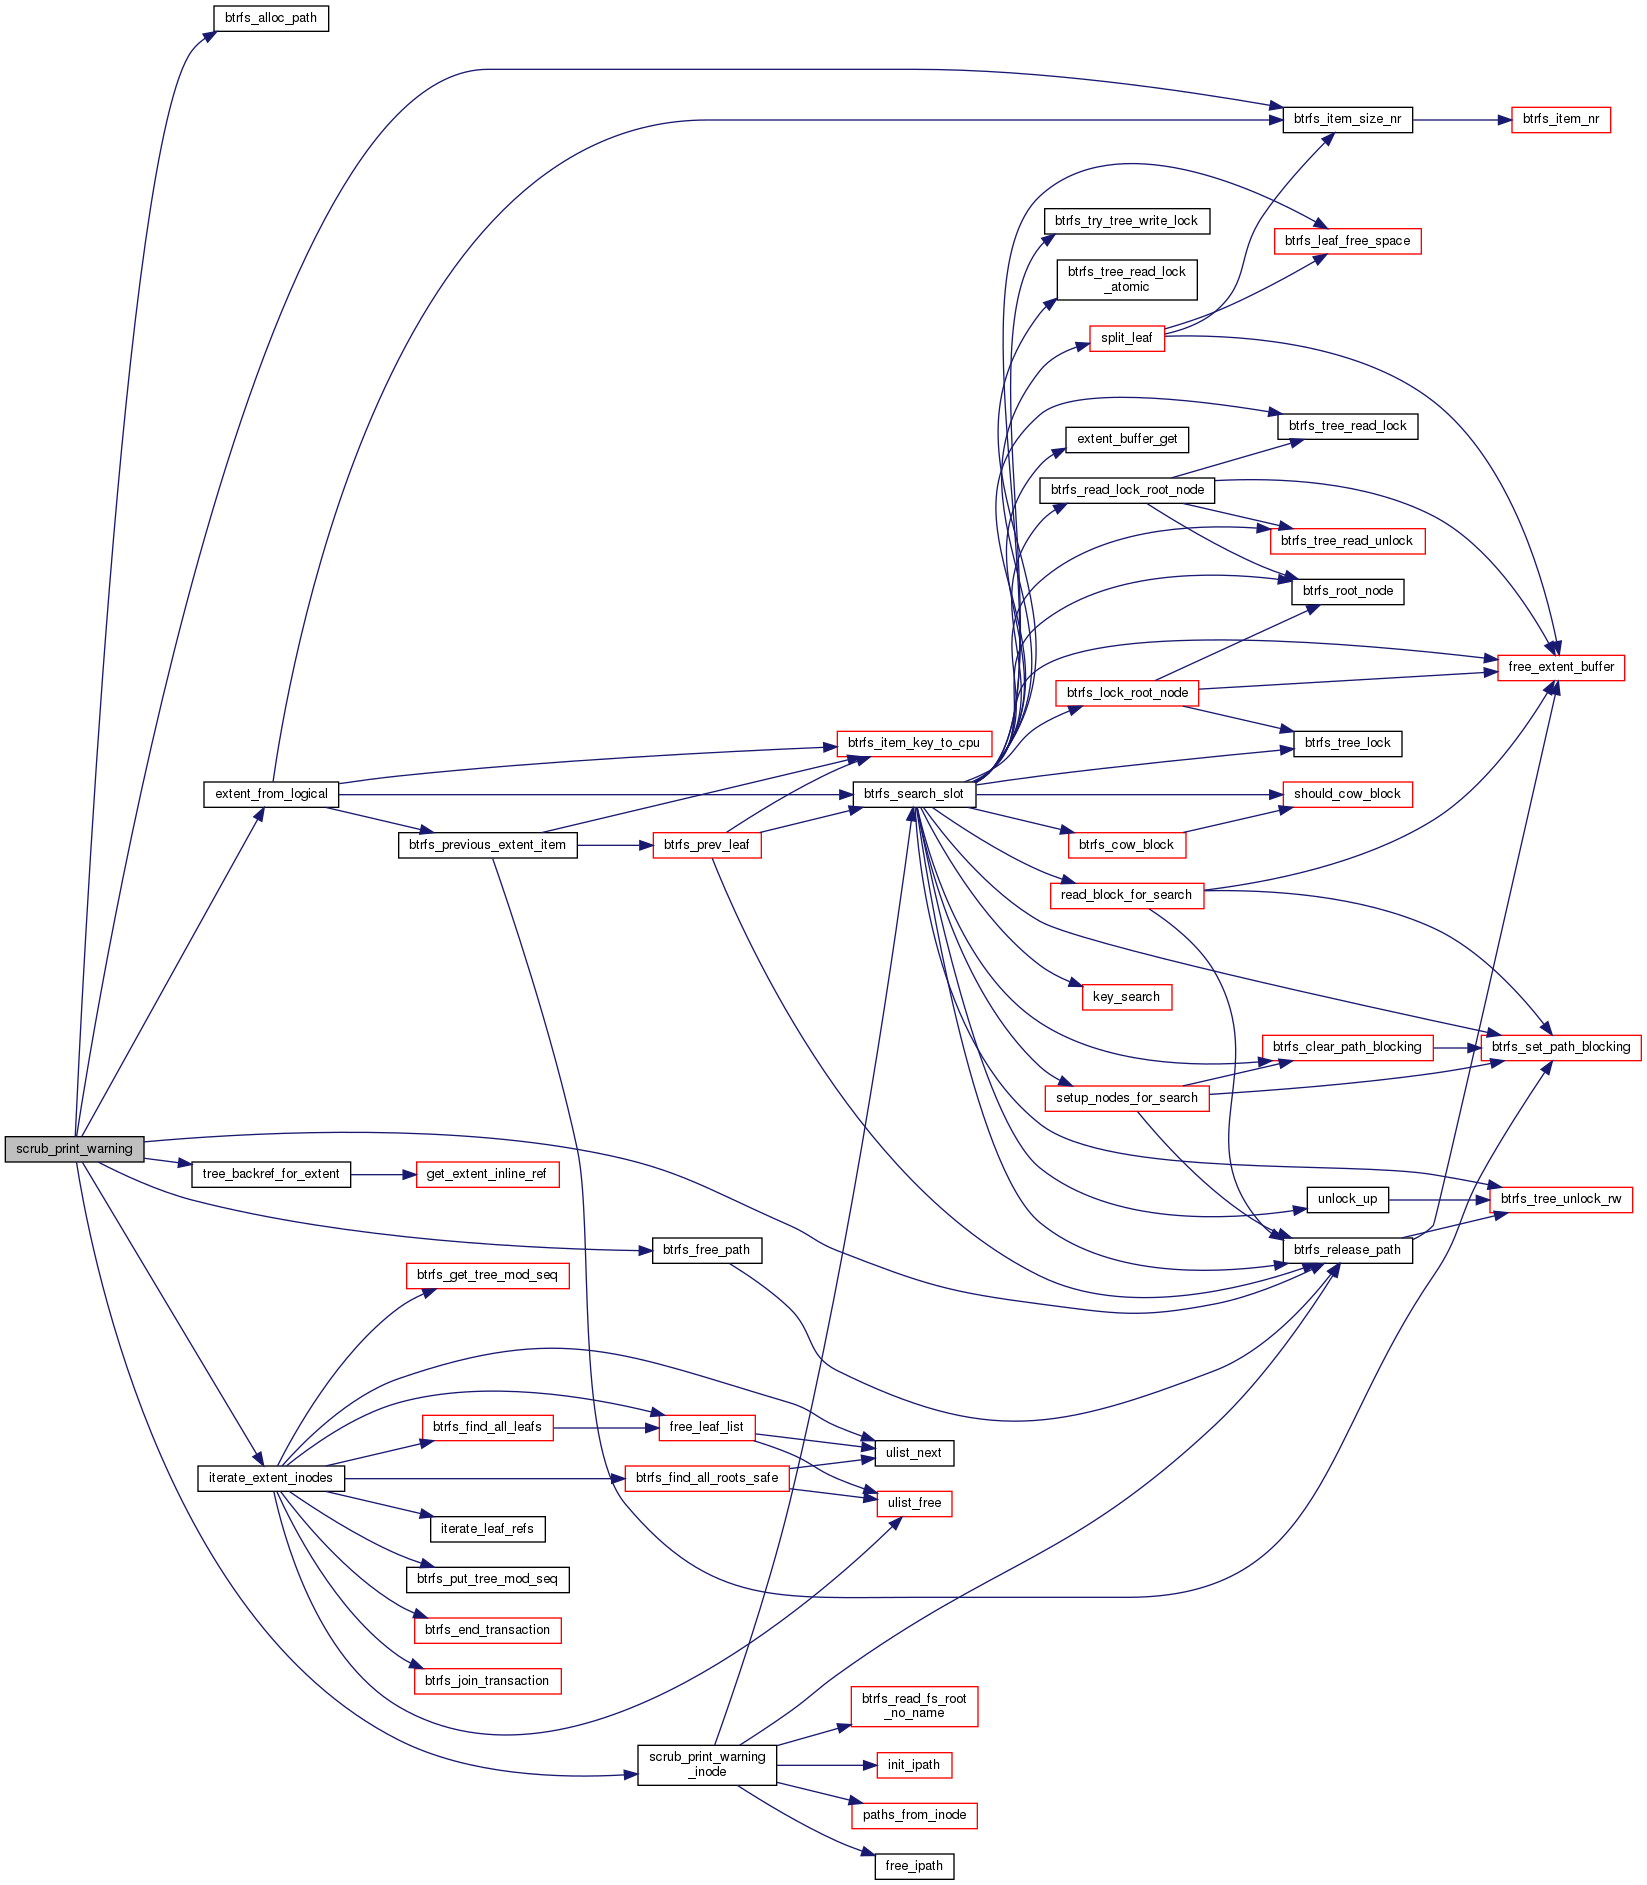 btrfs_alloc_path
btrfs_item_size_nr
btrfs_item_nr
btrfs_try_tree_write_lock
btrfs_leaf_free_space
btrfs_tree_read_lock
_atomic
split_leaf
btrfs_tree_read_lock
extent_buffer_get
btrfs_read_lock_root_node
btrfs_tree_read_unlock
btrfs_root_node
free_extent_buffer
btrfs_lock_root_node
btrfs_item_key_to_cpu
btrfs_tree_lock
extent_from_logical
btrfs_search_slot
should_cow_block
btrfs_previous_extent_item
btrfs_prev_leaf
btrfs_cow_block
read_block_for_search
key_search
btrfs_clear_path_blocking
btrfs_set_path_blocking
setup_nodes_for_search
scrub_print_warning
tree_backref_for_extent
get_extent_inline_ref
unlock_up
btrfs_tree_unlock_rw
btrfs_free_path
btrfs_release_path
btrfs_get_tree_mod_seq
btrfs_find_all_leafs
free_leaf_list
ulist_next
iterate_extent_inodes
btrfs_find_all_roots_safe
ulist_free
iterate_leaf_refs
btrfs_put_tree_mod_seq
btrfs_end_transaction
btrfs_join_transaction
btrfs_read_fs_root
_no_name
scrub_print_warning
_inode
init_ipath
paths_from_inode
free_ipath